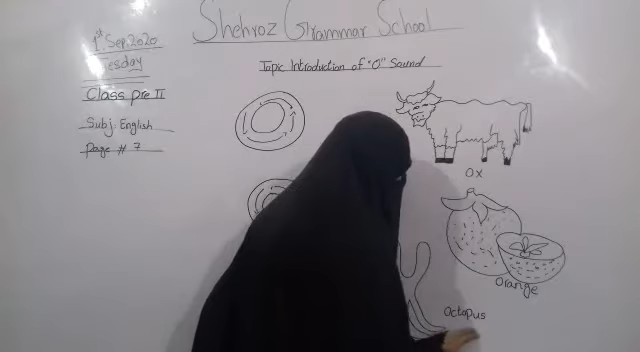 Shehroz Grammar School
1st Sep. 2020
Tuesday
Topic Introduction of "O" Sound
Class pre II
Subj. English
Page # 7
Ox
Orange
Octopus